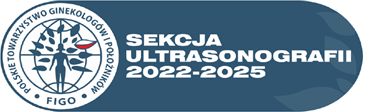 POLSKIE TOWARZYSTWO GINEKOLOGÓW I POŁOŻNIKÓW
FIGO
SEKCJA
ULTRASONOGRAFII
2022-2025